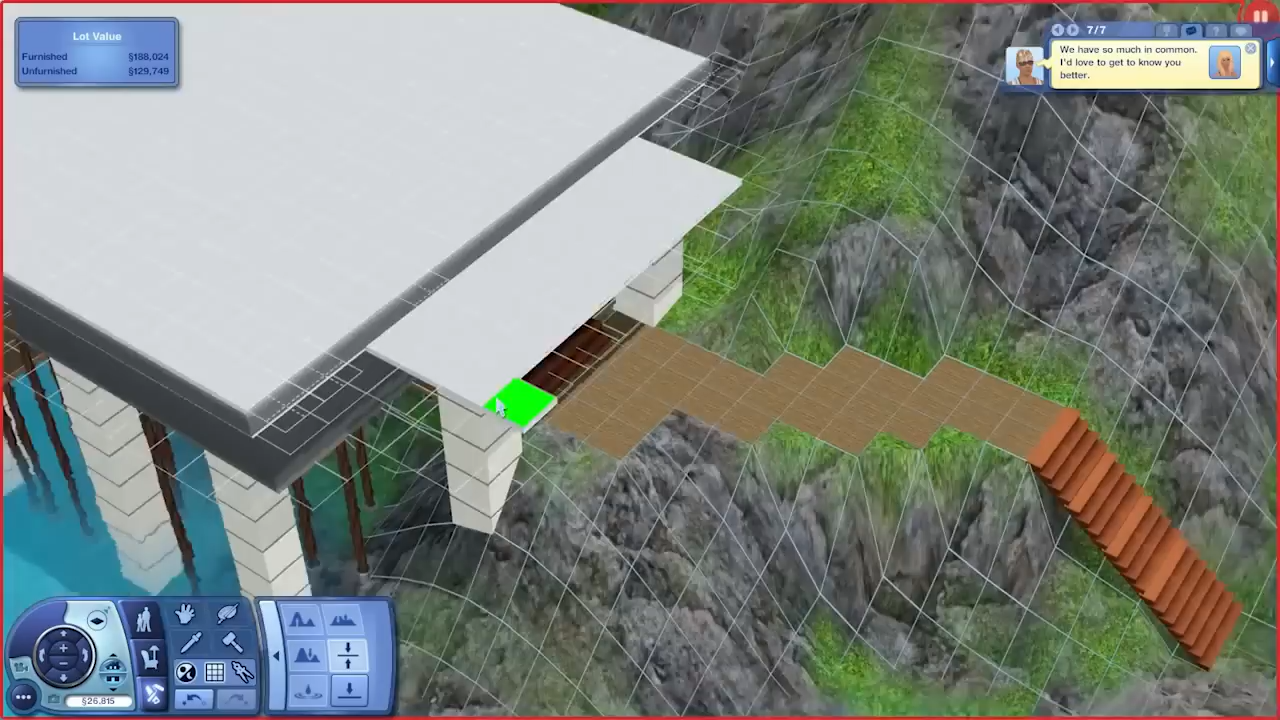 Lot Value
Furnished §188,024
Unfurnished §129,749
7/7
We have so much in common.
I'd love to get to know you
better.
§26,815